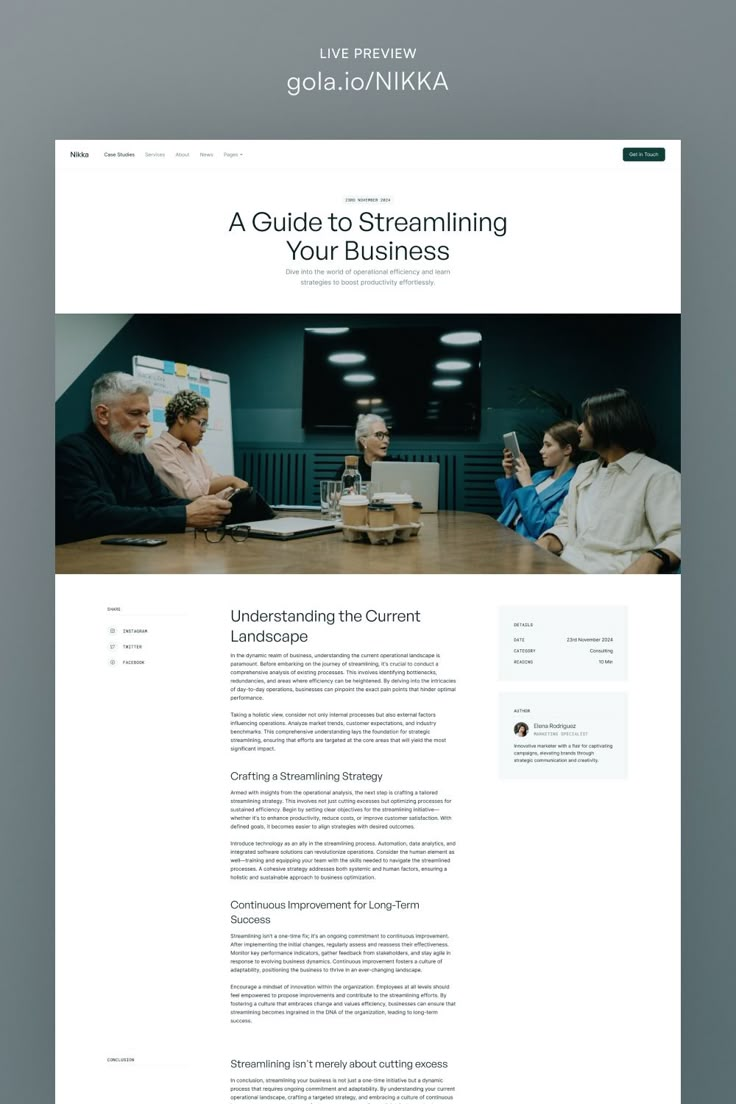 LIVE PREVIEW
gola.io/NIKKA
Nikka
Case Studies
Services
About
News
Pages
Get in Touch
23RD NOVEMBER 2024
A Guide to Streamlining
Your Business
Dive into the world of operational efficiency and learn
strategies to boost productivity effortlessly.
SHARE
INSTAGRAM
TWITTER
FACEBOOK
Understanding the Current
Landscape
In the dynamic realm of business, understanding the current operational landscape is
paramount. Before embarking on the journey of streamlining, it's crucial to conduct a
comprehensive analysis of existing processes. This involves identifying bottlenecks,
redundancies, and areas where efficiency can be heightened. By delving into the intricacies
of day-to-day operations, businesses can pinpoint the exact pain points that hinder optimal
performance.
Taking a holistic view, consider not only internal processes but also external factors
influencing operations. Analyze market trends, customer expectations, and industry
benchmarks. This comprehensive understanding lays the foundation for strategic
streamlining, ensuring that efforts are targeted at the core areas that will yield the most
significant impact.
Crafting a Streamlining Strategy
Armed with insights from the operational analysis, the next step is crafting a tailored
streamlining strategy. This involves not just cutting excesses but optimizing processes for
sustained efficiency. Begin by setting clear objectives for the streamlining initiative—
whether it's to enhance productivity, reduce costs, or improve customer satisfaction. With
defined goals, it becomes easier to align strategies with desired outcomes.
Introduce technology as an ally in the streamlining process. Automation, data analytics, and
integrated software solutions can revolutionize operations. Consider the human element as
well—training and equipping your team with the skills needed to navigate the streamlined
processes. A cohesive strategy addresses both systemic and human factors, ensuring a
holistic and sustainable approach to business optimization.
Continuous Improvement for Long-Term
Success
Streamlining isn't a one-time fix; it's an ongoing commitment to continuous improvement.
After implementing the initial changes, regularly assess and reassess their effectiveness.
Monitor key performance indicators, gather feedback from stakeholders, and stay agile in
response to evolving business dynamics. Continuous improvement fosters a culture of
adaptability, positioning the business to thrive in an ever-changing landscape.
Encourage a mindset of innovation within the organization. Employees at all levels should
feel empowered to propose improvements and contribute to the streamlining efforts. By
fostering a culture that embraces change and values efficiency, businesses can ensure that
streamlining becomes ingrained in the DNA of the organization, leading to long-term
success.
DETAILS
DATE 23rd November 2024
CATEGORY Consulting
READING 10 Min
AUTHOR
Elena Rodriguez
MARKETING SPECIALIST
Innovative marketer with a flair for captivating
campaigns, elevating brands through
strategic communication and creativity.
CONCLUSION
Streamlining isn't merely about cutting excess
In conclusion, streamlining your business is not just a one-time initiative but a dynamic
process that requires ongoing commitment and adaptability. By understanding your current
operational landscape, crafting a targeted strategy, and embracing a culture of continuous